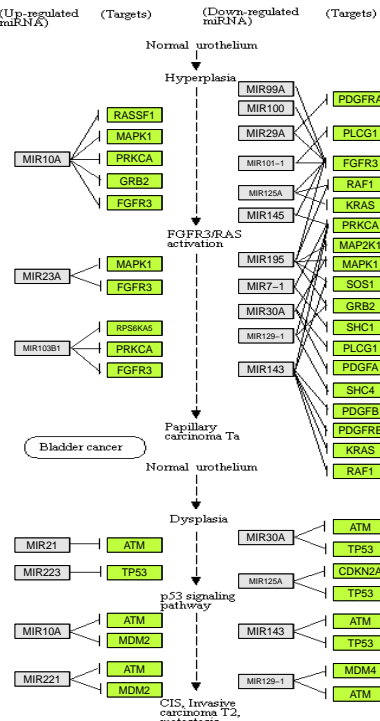 (Up-regulated
miRNA)
(Targets)
(Down-regulated
miRNA)
(Targets)
Normal urothelium
Hyperplasia
MIR10A
RASSF1
MAPK1
PRKCA
GRB2
FGFR3
FGFR3/RAS
activation
MIR23A
MAPK1
FGFR3
MIR103B1
RPS6KA5
PRKCA
FGFR3
MIR99A
MIR100
MIR29A
MIR101-1
MIR125A
MIR145
MIR195
MIR7-1
MIR30A
MIR129-1
MIR143
PDGFRA
PLCG1
FGFR3
RAF1
KRAS
PRKCA
MAP2K1
MAPK1
SOS1
GRB2
SHC1
PLCG1
PDGFA
SHC4
PDGFB
PDGFRB
KRAS
RAF1
Papillary
carcinoma Ta
Bladder cancer
Normal urothelium
Dysplasia
MIR21
ATM
MIR223
TP53
p53 signaling
pathway
MIR10A
ATM
MDM2
MIR221
ATM
MDM2
MIR30A
ATM
TP53
MIR125A
CDKN2A
TP53
MIR143
ATM
TP53
MIR129-1
MDM4
ATM
CIS, Invasive
carcinoma T2,